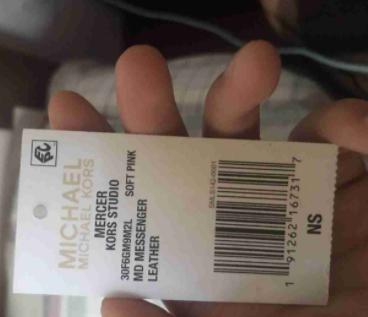 MICHAEL
MICHAEL KORS
MERCER
KORS STUDIO
30F6GM9M2L SOFT PINK
MD MESSENGER
LEATHER
1 91262 16731 7
NS